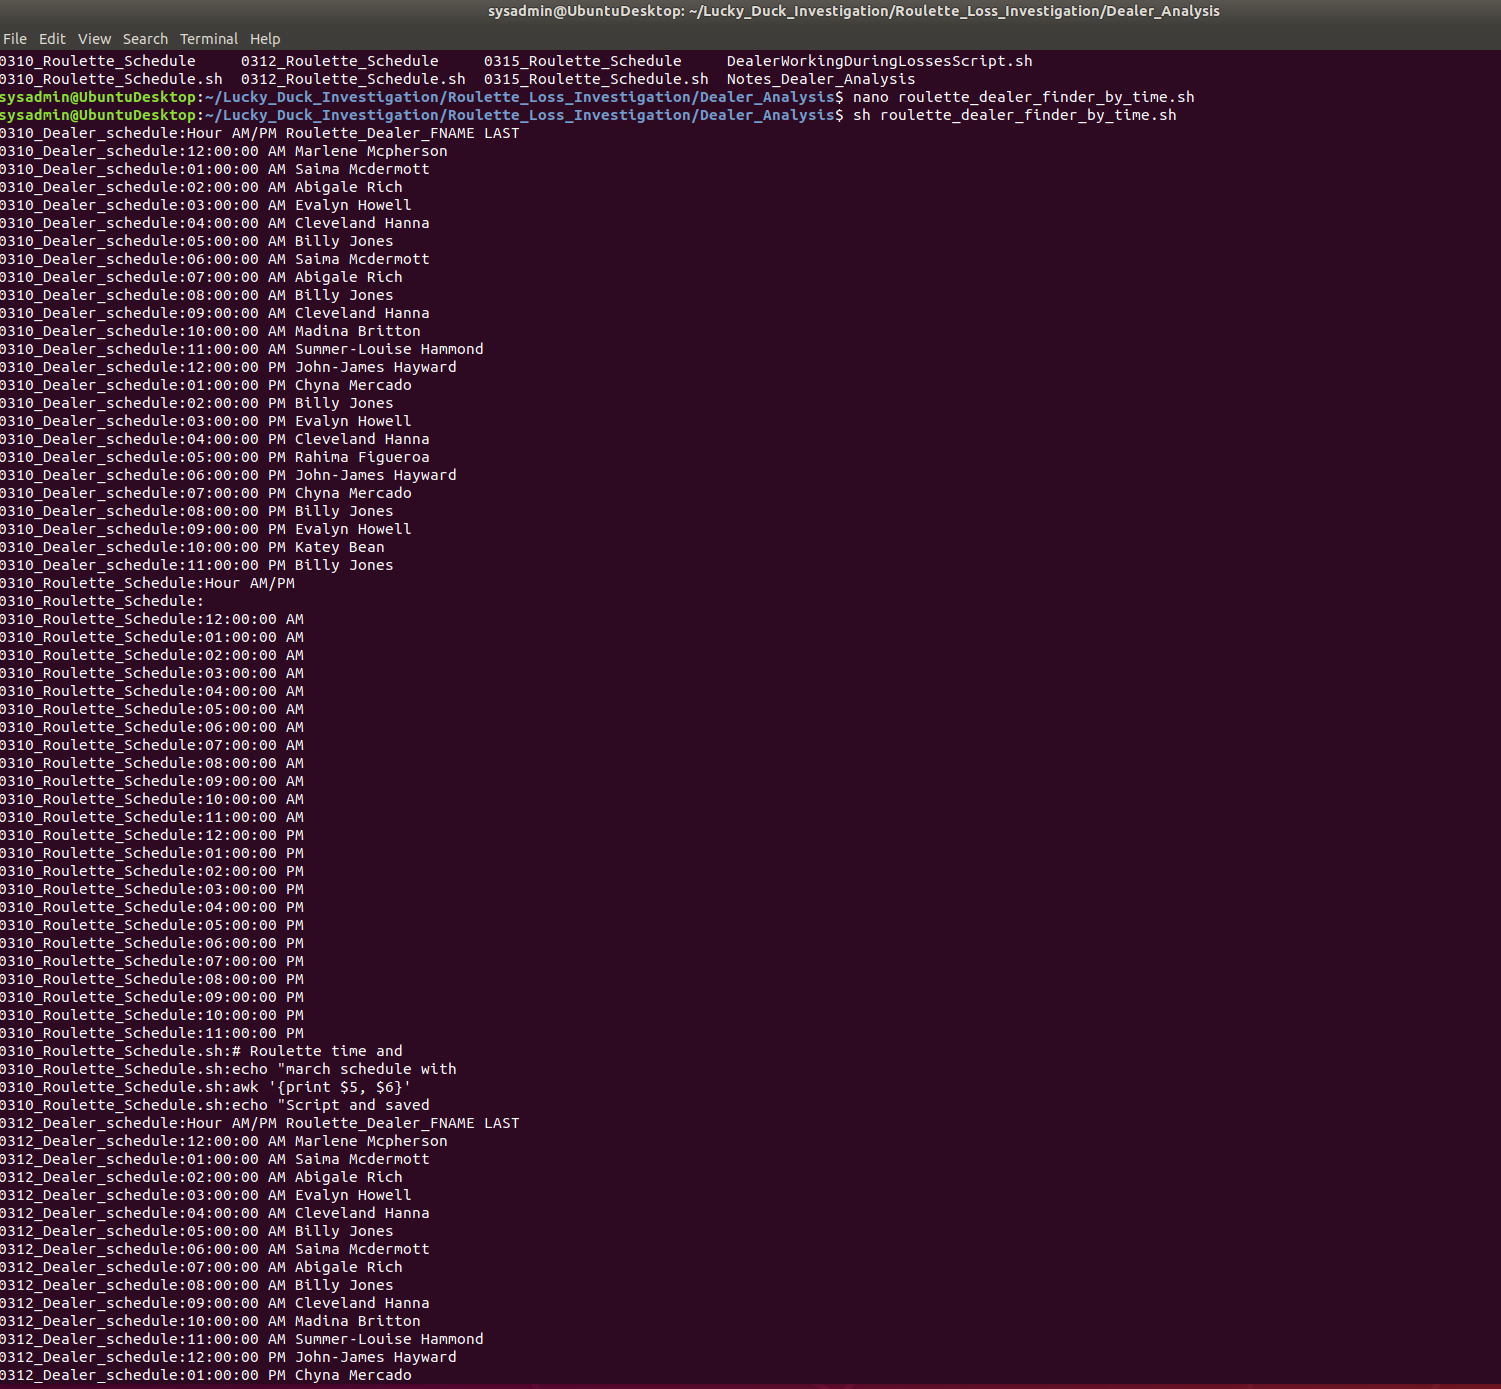 sysadmin@UbuntuDesktop: ~/Lucky_Duck_Investigation/Roulette_Loss_Investigation/Dealer_Analysis
File Edit View Search Terminal Help
0310_Roulette_Schedule 0312_Roulette_Schedule 0315_Roulette_Schedule DealerWorkingDuringLossesScript.sh
0310_Roulette_Schedule.sh 0312_Roulette_Schedule.sh 0315_Roulette_Schedule.sh Notes_Dealer_Analysis
sysadmin@UbuntuDesktop:~/Lucky_Duck_Investigation/Roulette_Loss_Investigation/Dealer_Analysis$ nano roulette_dealer_finder_by_time.sh
sysadmin@UbuntuDesktop:~/Lucky_Duck_Investigation/Roulette_Loss_Investigation/Dealer_Analysis$ sh roulette_dealer_finder_by_time.sh
0310_Dealer_schedule:Hour AM/PM Roulette_Dealer_FNAME LAST
0310_Dealer_schedule:12:00:00 AM Marlene Mcpherson
0310_Dealer_schedule:01:00:00 AM Saima Mcdermott
0310_Dealer_schedule:02:00:00 AM Abigale Rich
0310_Dealer_schedule:03:00:00 AM Evalyn Howell
0310_Dealer_schedule:04:00:00 AM Cleveland Hanna
0310_Dealer_schedule:05:00:00 AM Billy Jones
0310_Dealer_schedule:06:00:00 AM Saima Mcdermott
0310_Dealer_schedule:07:00:00 AM Abigale Rich
0310_Dealer_schedule:08:00:00 AM Billy Jones
0310_Dealer_schedule:09:00:00 AM Cleveland Hanna
0310_Dealer_schedule:10:00:00 AM Madina Britton
0310_Dealer_schedule:11:00:00 AM Summer-Louise Hammond
0310_Dealer_schedule:12:00:00 PM John-James Hayward
0310_Dealer_schedule:01:00:00 PM Chyna Mercado
0310_Dealer_schedule:02:00:00 PM Billy Jones
0310_Dealer_schedule:03:00:00 PM Evalyn Howell
0310_Dealer_schedule:04:00:00 PM Cleveland Hanna
0310_Dealer_schedule:05:00:00 PM Rahima Figueroa
0310_Dealer_schedule:06:00:00 PM John-James Hayward
0310_Dealer_schedule:07:00:00 PM Chyna Mercado
0310_Dealer_schedule:08:00:00 PM Billy Jones
0310_Dealer_schedule:09:00:00 PM Evalyn Howell
0310_Dealer_schedule:10:00:00 PM Katey Bean
0310_Dealer_schedule:11:00:00 PM Billy Jones
0310_Roulette_Schedule:Hour AM/PM
0310_Roulette_Schedule:
0310_Roulette_Schedule:12:00:00 AM
0310_Roulette_Schedule:01:00:00 AM
0310_Roulette_Schedule:02:00:00 AM
0310_Roulette_Schedule:03:00:00 AM
0310_Roulette_Schedule:04:00:00 AM
0310_Roulette_Schedule:05:00:00 AM
0310_Roulette_Schedule:06:00:00 AM
0310_Roulette_Schedule:07:00:00 AM
0310_Roulette_Schedule:08:00:00 AM
0310_Roulette_Schedule:09:00:00 AM
0310_Roulette_Schedule:10:00:00 AM
0310_Roulette_Schedule:11:00:00 AM
0310_Roulette_Schedule:12:00:00 PM
0310_Roulette_Schedule:01:00:00 PM
0310_Roulette_Schedule:02:00:00 PM
0310_Roulette_Schedule:03:00:00 PM
0310_Roulette_Schedule:04:00:00 PM
0310_Roulette_Schedule:05:00:00 PM
0310_Roulette_Schedule:06:00:00 PM
0310_Roulette_Schedule:07:00:00 PM
0310_Roulette_Schedule:08:00:00 PM
0310_Roulette_Schedule:09:00:00 PM
0310_Roulette_Schedule:10:00:00 PM
0310_Roulette_Schedule:11:00:00 PM
0310_Roulette_Schedule.sh:# Roulette time and
0310_Roulette_Schedule.sh:echo "march schedule with
0310_Roulette_Schedule.sh:awk '{print $5, $6}'
0310_Roulette_Schedule.sh:echo "Script and saved
0312_Dealer_schedule:Hour AM/PM Roulette_Dealer_FNAME LAST
0312_Dealer_schedule:12:00:00 AM Marlene Mcpherson
0312_Dealer_schedule:01:00:00 AM Saima Mcdermott
0312_Dealer_schedule:02:00:00 AM Abigale Rich
0312_Dealer_schedule:03:00:00 AM Evalyn Howell
0312_Dealer_schedule:04:00:00 AM Cleveland Hanna
0312_Dealer_schedule:05:00:00 AM Billy Jones
0312_Dealer_schedule:06:00:00 AM Saima Mcdermott
0312_Dealer_schedule:07:00:00 AM Abigale Rich
0312_Dealer_schedule:08:00:00 AM Billy Jones
0312_Dealer_schedule:09:00:00 AM Cleveland Hanna
0312_Dealer_schedule:10:00:00 AM Madina Britton
0312_Dealer_schedule:11:00:00 AM Summer-Louise Hammond
0312_Dealer_schedule:12:00:00 PM John-James Hayward
0312_Dealer_schedule:01:00:00 PM Chyna Mercado